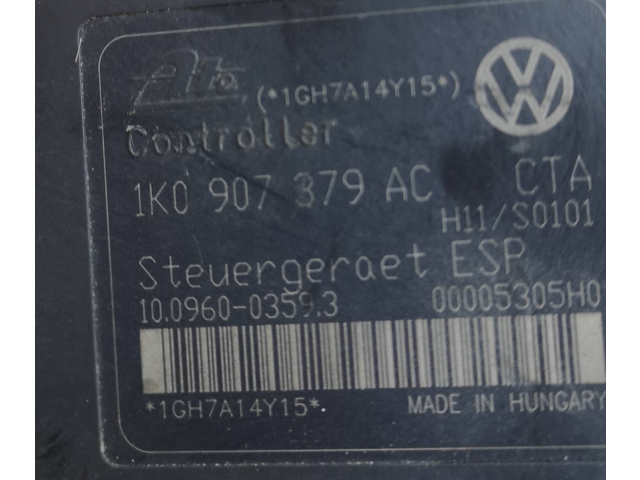 Ate (*1GH7A14Y15*)
Controller
1K0 907 379 AC CTA
H11/S0101
Steuergeraet ESP
10.0960-0359.3 00005305H0
*1GH7A14Y15* MADE IN HUNGARY